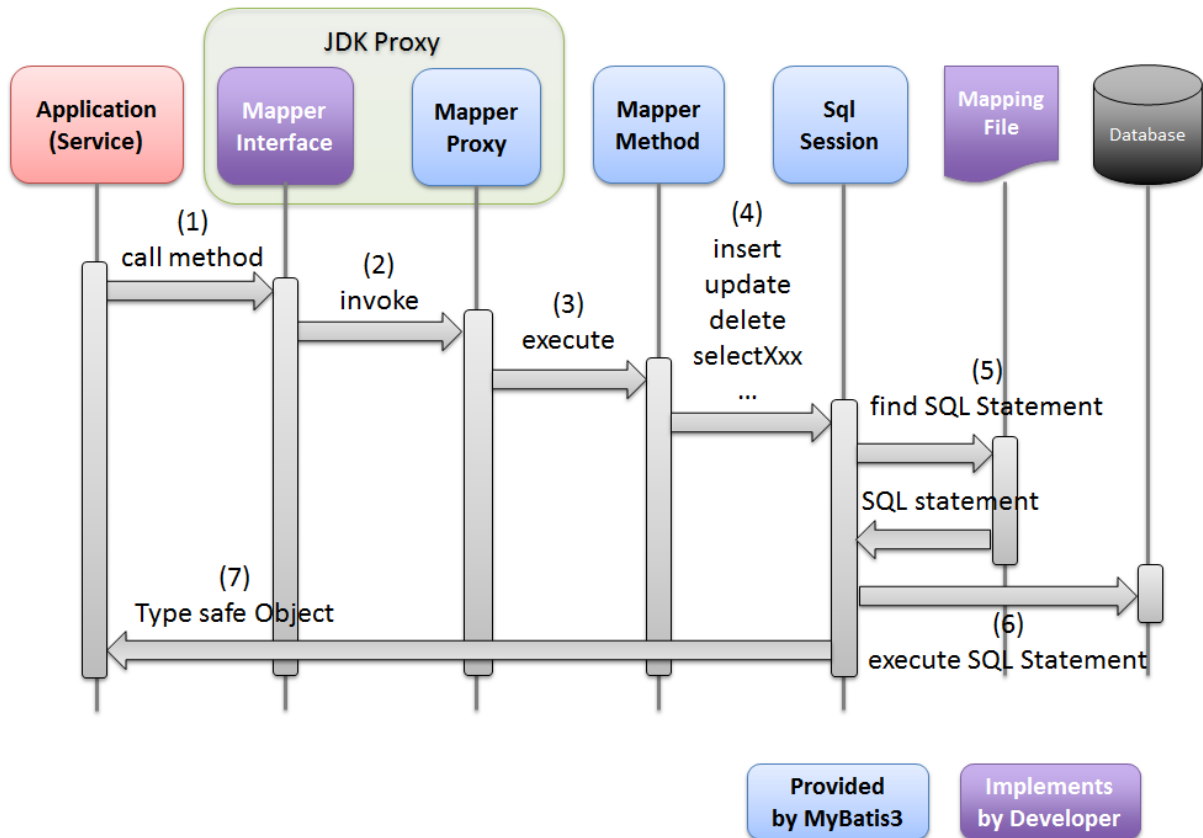 JDK Proxy
Application
(Service)
Mapper
Interface
Mapper
Proxy
Mapper
Method
Sql
Session
Mapping
File
Database
(1)
call method
(2)
invoke
(3)
execute
(4)
insert
update
delete
selectXxx
...
(5)
find SQL Statement
SQL statement
(6)
execute SQL Statement
(7)
Type safe Object
Provided
by MyBatis3
Implements
by Developer